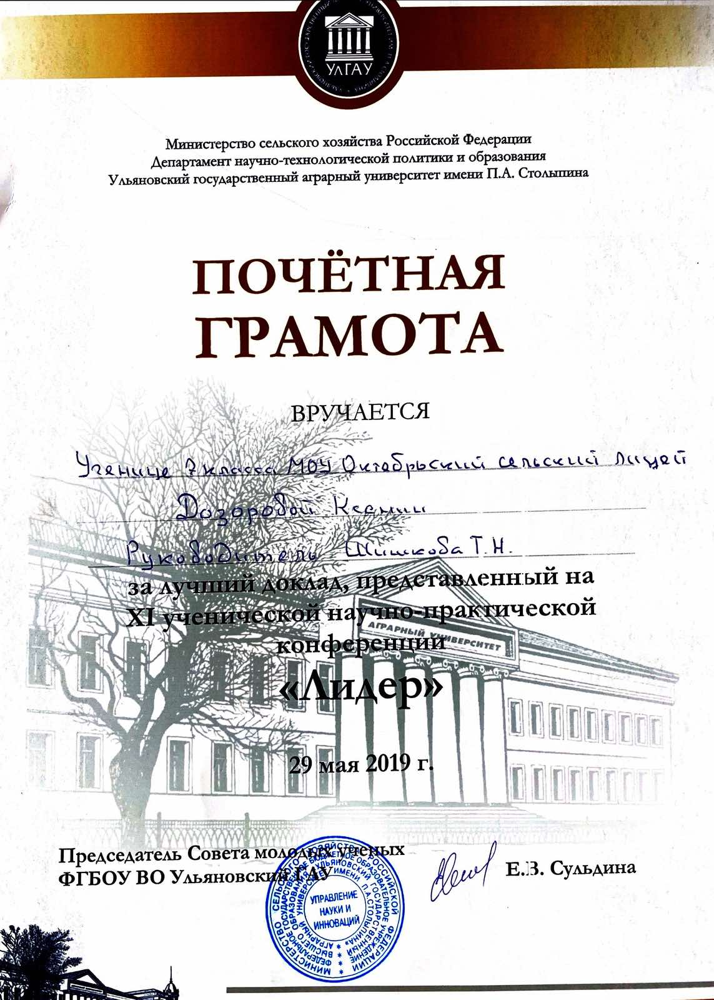 УлГАУ
Министерство сельского хозяйства Российской Федерации
Департамент научно-технологической политики и образования
Ульяновский государственный аграрный университет имени П.А. Столыпина
ПОЧЁТНАЯ
ГРАМОТА
ВРУЧАЕТСЯ
Ученице 7 класса МОУ Октябрьский сельский лицей
Дозоровой Ксении
Руководитель Шишкова Т.Н.
за лучший доклад, представленный на
XI ученической научно-практической
конференции
АГРАРНЫЙ УНИВЕРСИТЕТ
«Лидер»
29 мая 2019 г.
Председатель Совета молодых ученых
ФГБОУ ВО Ульяновский ГАУ
Е.В. Сульдина
МИНИСТЕРСТВО СЕЛЬСКОГО ХОЗЯЙСТВА РОССИЙСКОЙ ФЕДЕРАЦИИ
ФЕДЕРАЛЬНОЕ ГОСУДАРСТВЕННОЕ БЮДЖЕТНОЕ ОБРАЗОВАТЕЛЬНОЕ УЧРЕЖДЕНИЕ
ВЫСШЕГО ОБРАЗОВАНИЯ УЛЬЯНОВСКИЙ ГОСУДАРСТВЕННЫЙ
АГРАРНЫЙ УНИВЕРСИТЕТ ИМЕНИ П.А.СТОЛЫПИНА
УПРАВЛЕНИЕ
НАУКИ И
ИННОВАЦИЙ